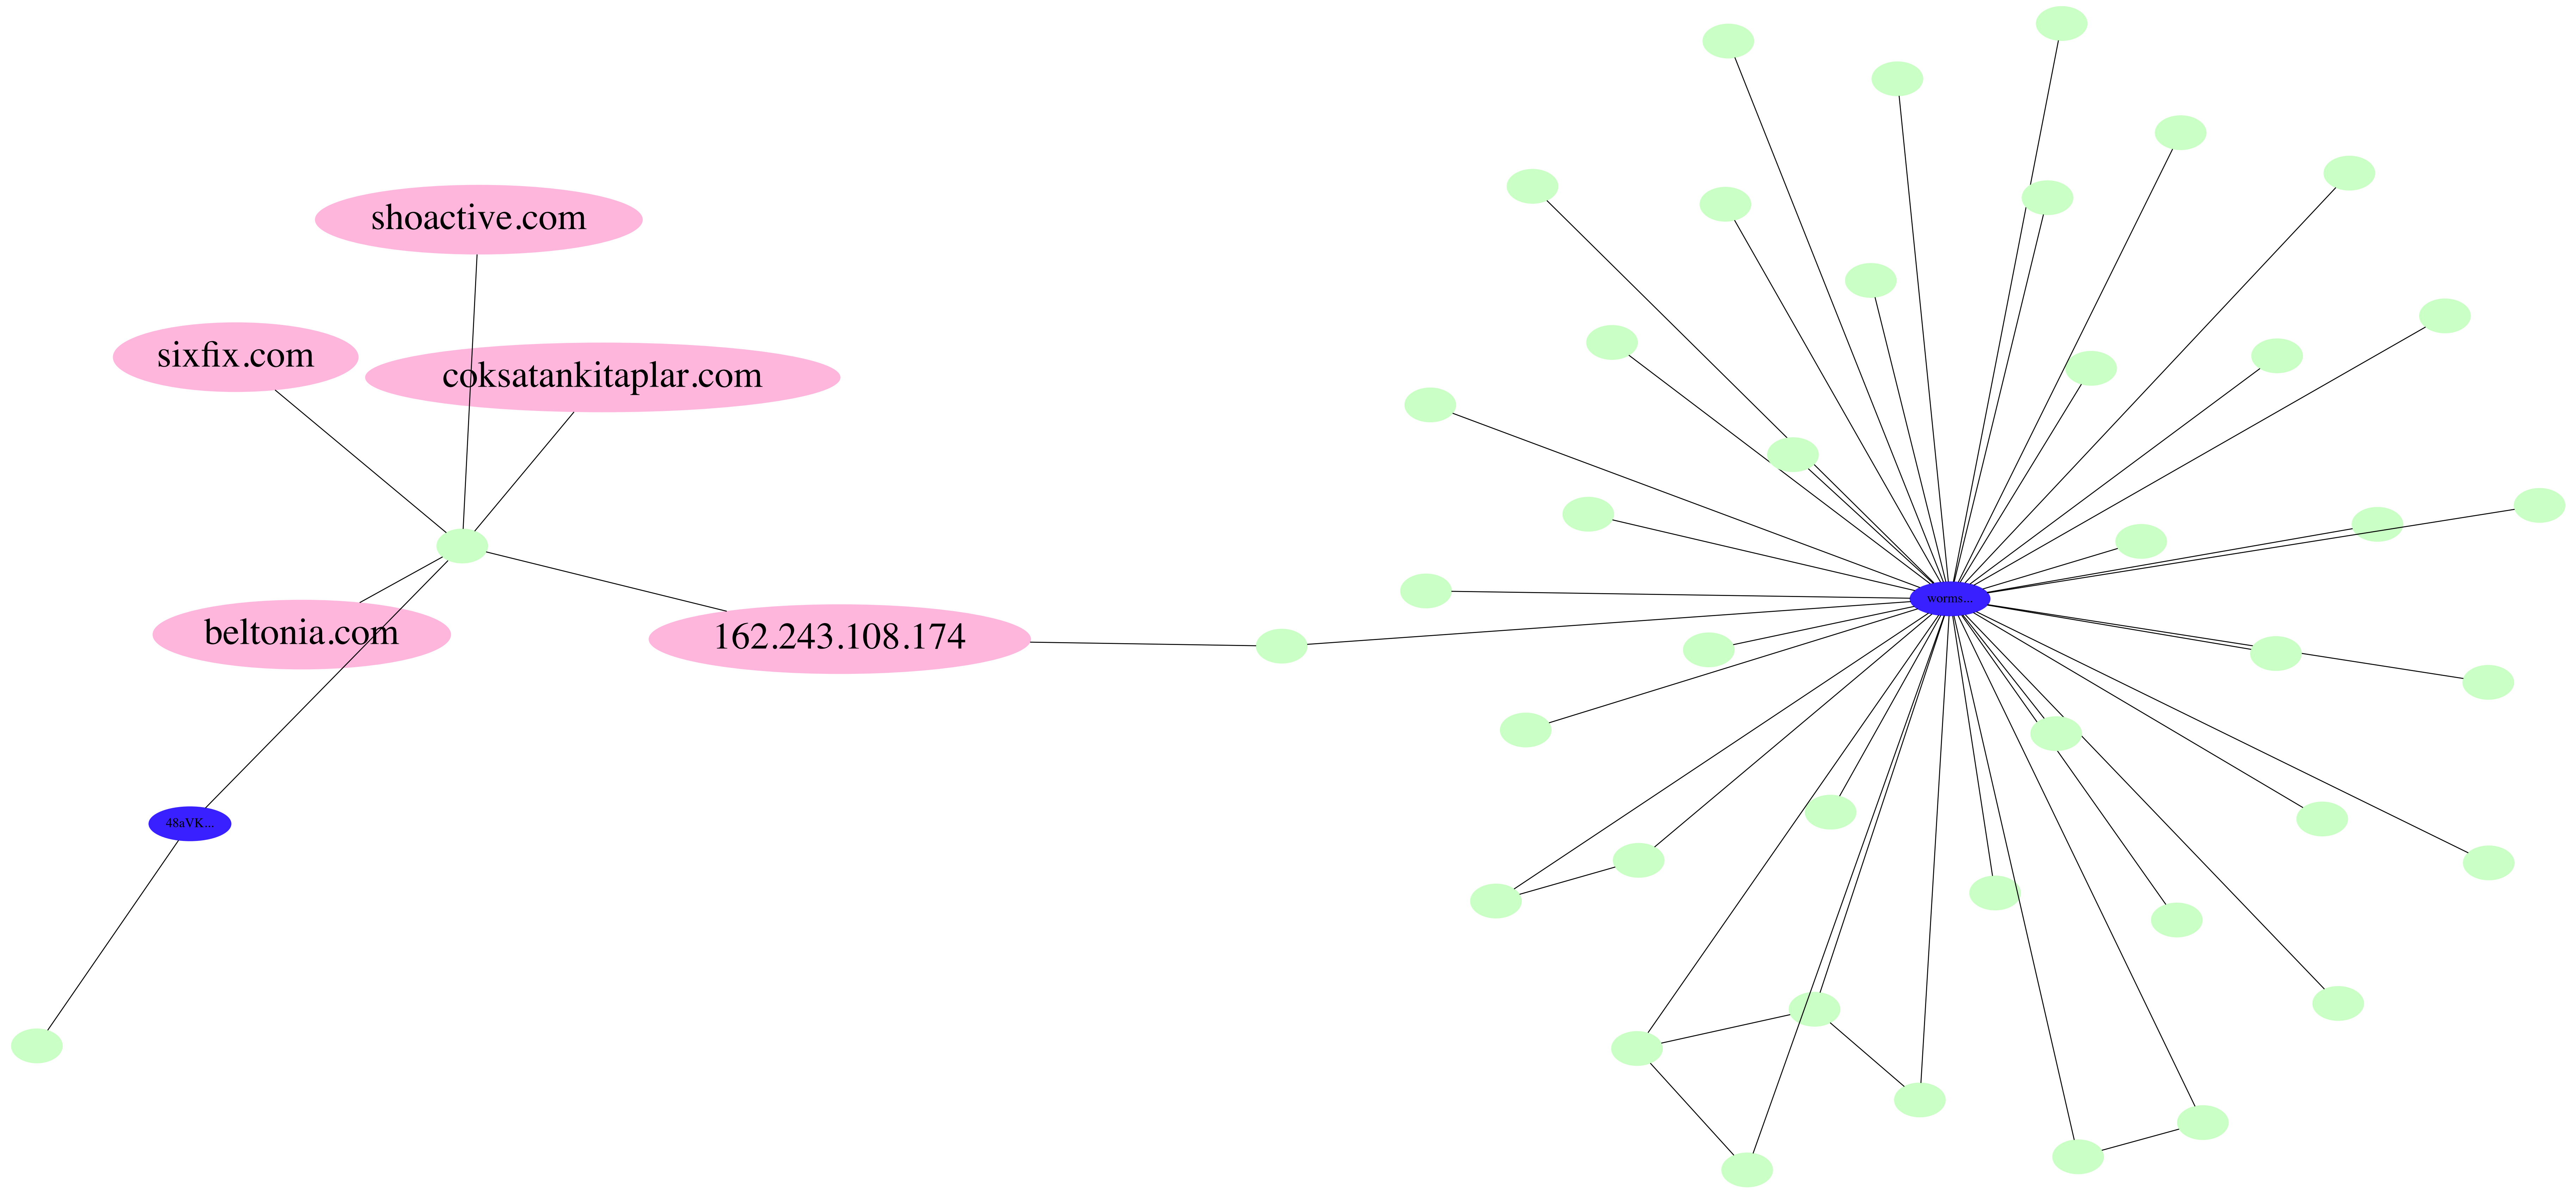 shoactive.com
sixfix.com
coksatankitaplar.com
worms...
beltonia.com
162.243.108.174
48aVK...